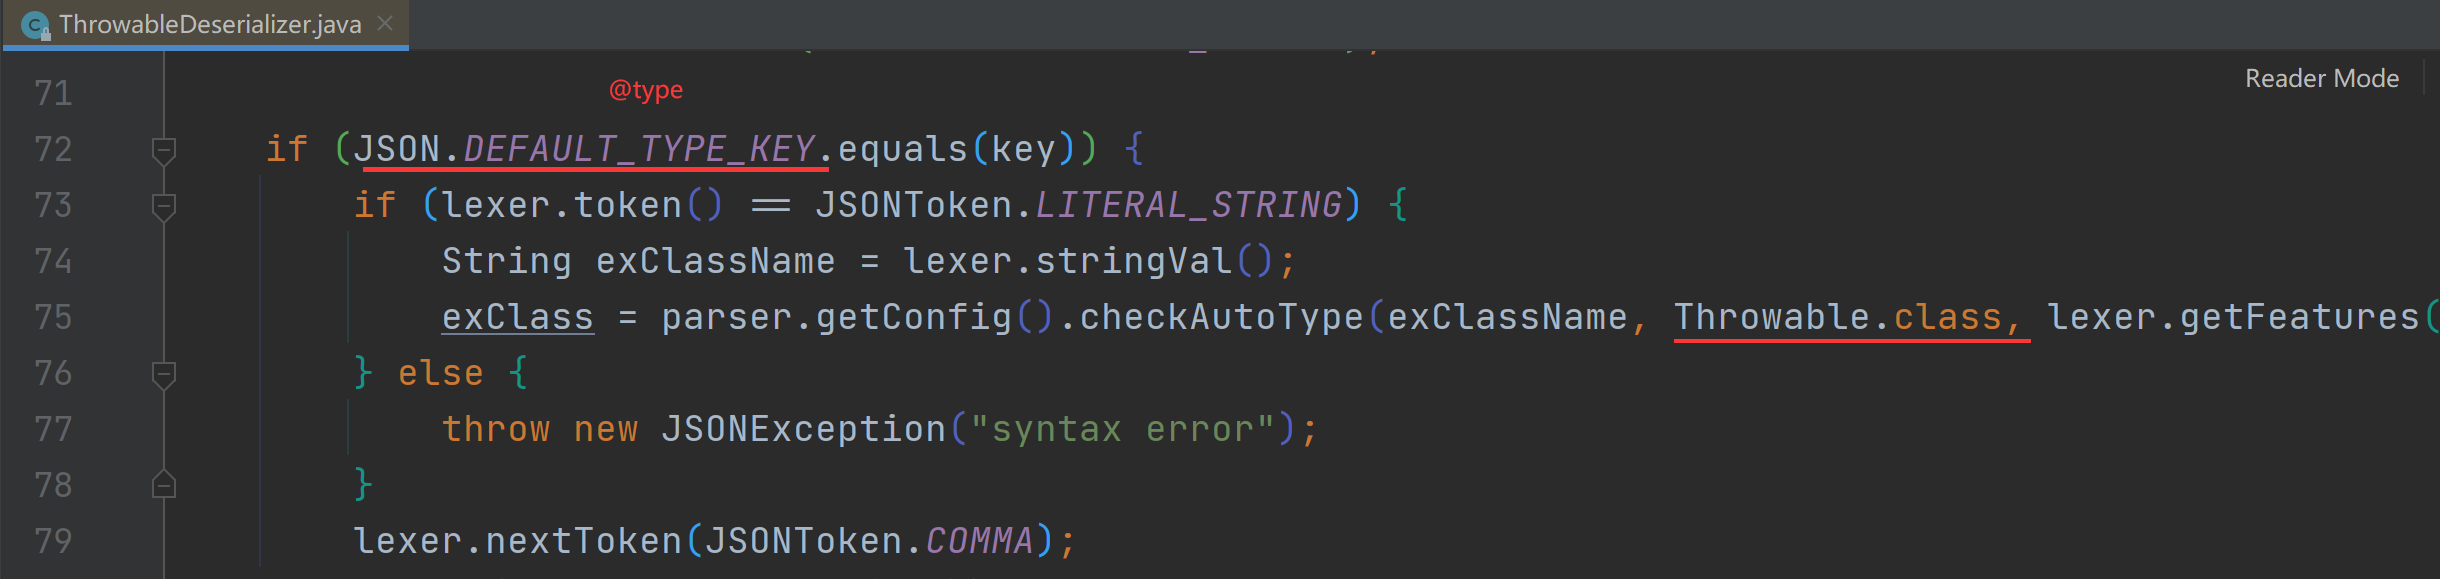 ThrowableDeserializer.java
Reader Mode
71
@type
72 if (JSON.DEFAULT_TYPE_KEY.equals(key)) {
73 if (lexer.token() == JSONToken.LITERAL_STRING) {
74 String exClassName = lexer.stringVal();
75 exClass = parser.getConfig().checkAutoType(exClassName, Throwable.class, lexer.getFeatures(
76 } else {
77 throw new JSONException("syntax error");
78 }
79 lexer.nextToken(JSONToken.COMMA);